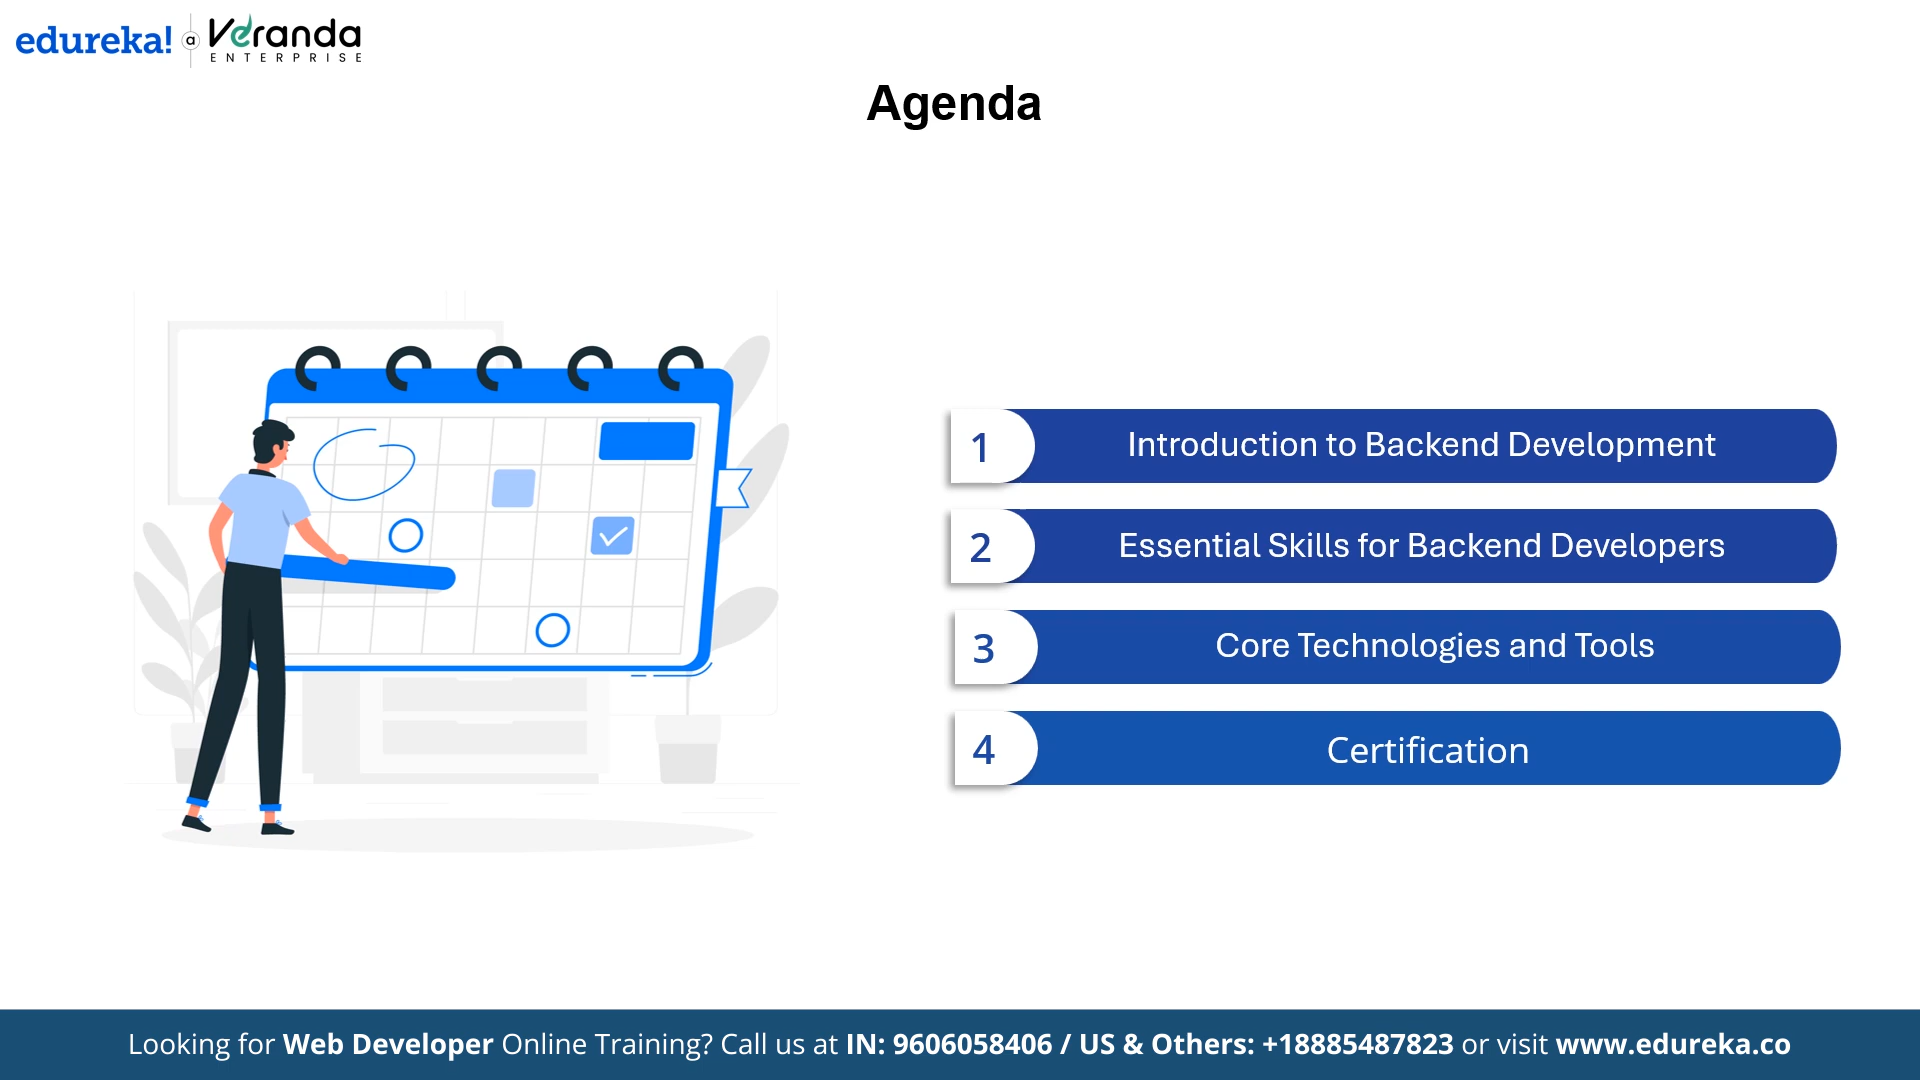 edureka! a Veranda
ENTERPRISE
Agenda
1 Introduction to Backend Development
2 Essential Skills for Backend Developers
3 Core Technologies and Tools
4 Certification
Looking for Web Developer Online Training? Call us at IN: 9606058406 / US & Others: +18885487823 or visit www.edureka.co